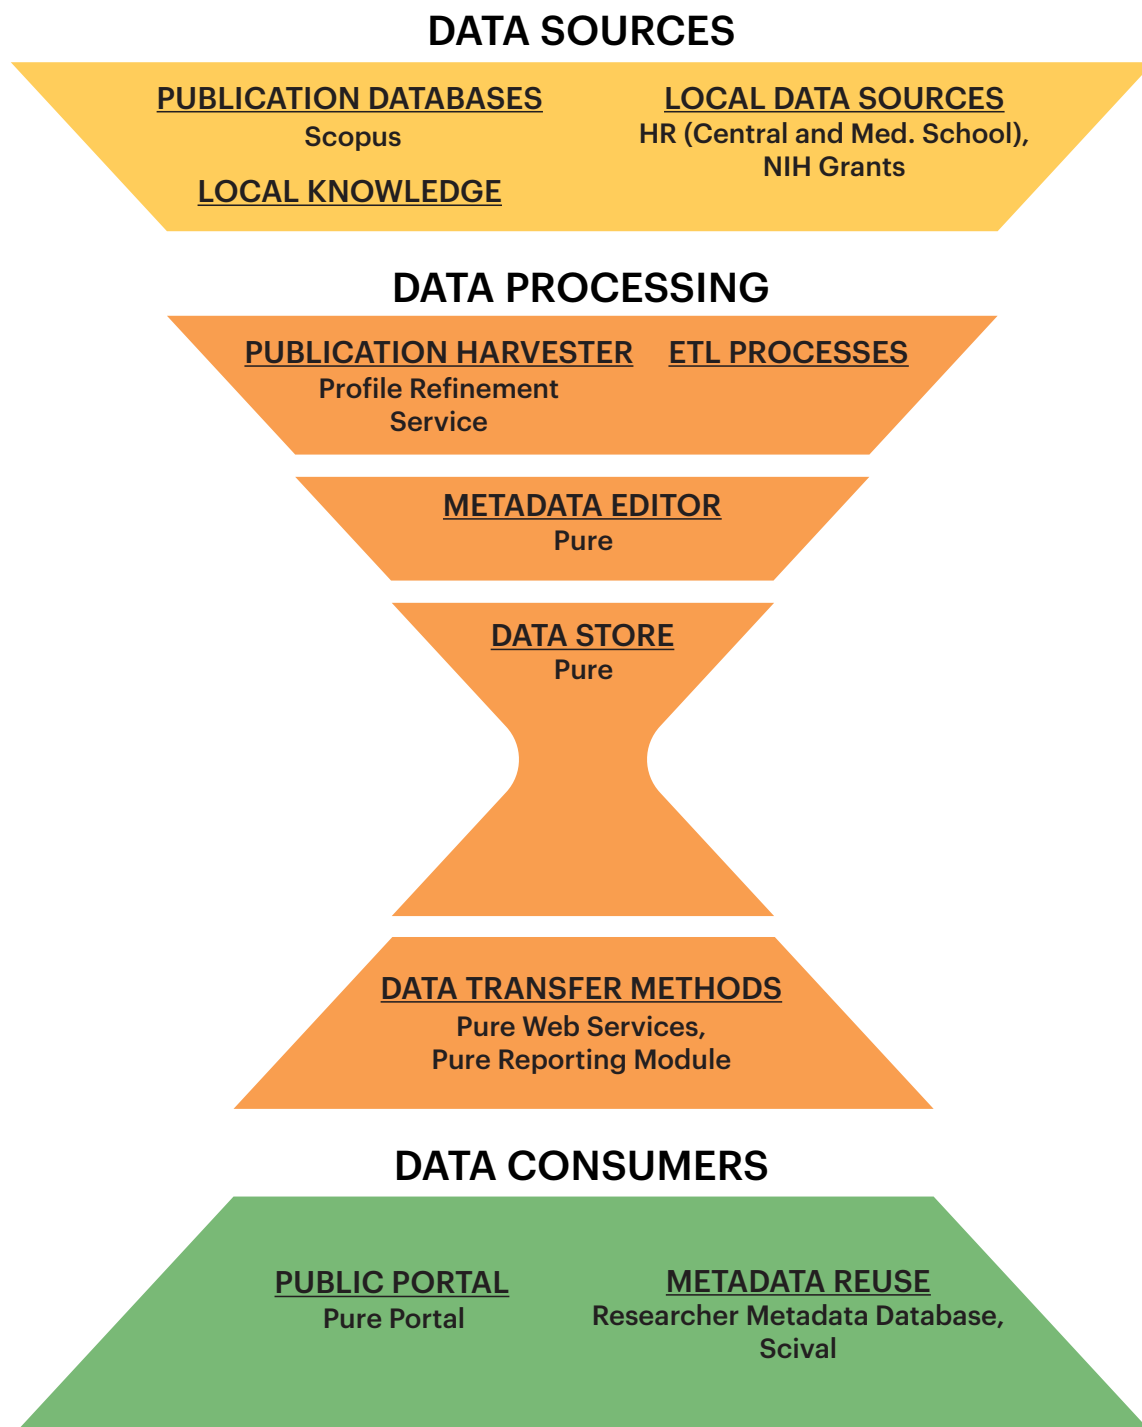 DATA SOURCES
PUBLICATION DATABASES
Scopus
LOCAL KNOWLEDGE
LOCAL DATA SOURCES
HR (Central and Med. School),
NIH Grants
DATA PROCESSING
PUBLICATION HARVESTER
Profile Refinement
Service
ETL PROCESSES
METADATA EDITOR
Pure
DATA STORE
Pure
DATA TRANSFER METHODS
Pure Web Services,
Pure Reporting Module
DATA CONSUMERS
PUBLIC PORTAL
Pure Portal
METADATA REUSE
Researcher Metadata Database,
Scival